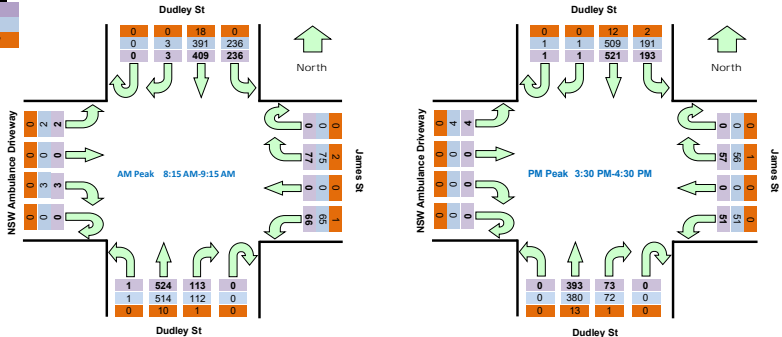 Dudley St
0 0 18 0
0 3 391 236
0 3 409 236
North
NSW Ambulance Driveway
0 2 2
0 0 0
0 3 3
0 0 0
AM Peak 8:15 AM-9:15 AM
0 0 0
77 75 2
0 0 0
66 65 1
James St
1 524 113 0
1 514 112 0
0 10 1 0
Dudley St
Dudley St
0 0 12 2
1 1 509 191
1 1 521 193
North
NSW Ambulance Driveway
0 4 4
0 0 0
0 0 0
0 0 0
PM Peak 3:30 PM-4:30 PM
0 0 0
57 56 1
0 0 0
51 51 0
James St
0 393 73 0
0 380 72 0
0 13 1 0
Dudley St